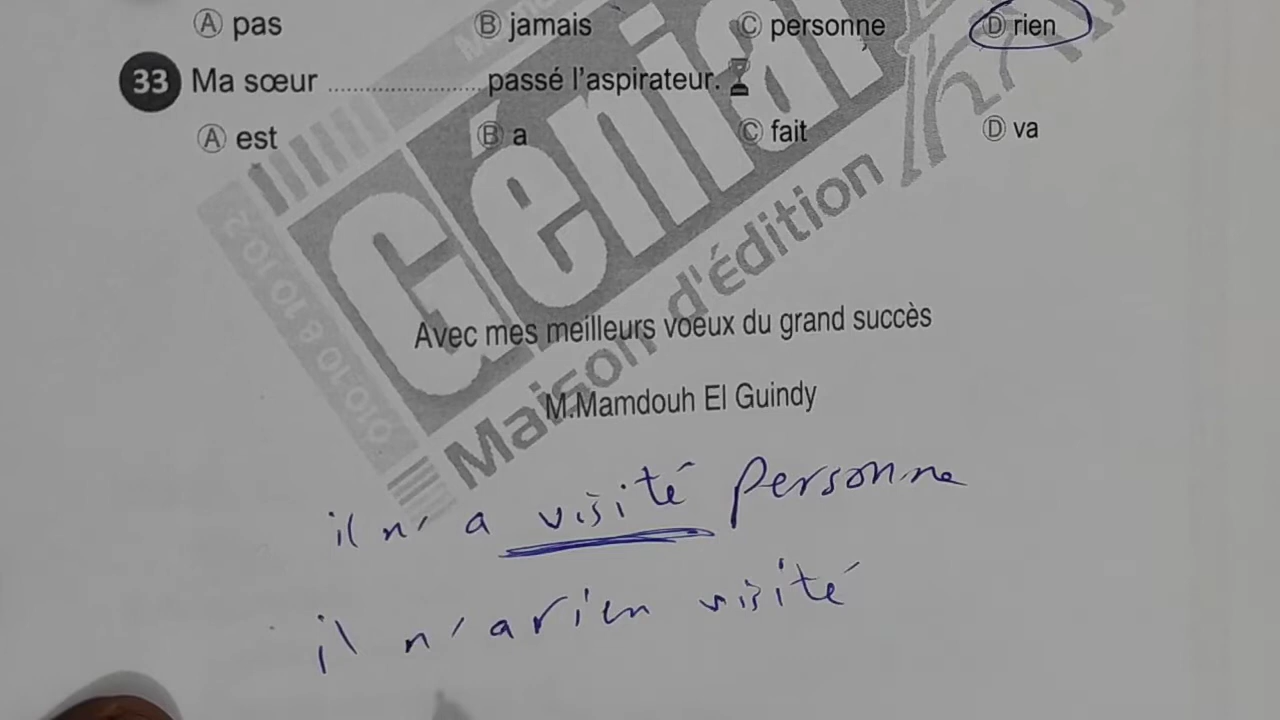 Ⓐ pas Ⓑ jamais Ⓒ personne Ⓓ rien
33 Ma sœur ........................ passé l'aspirateur.
Ⓐ est Ⓑ a Ⓒ fait Ⓓ va
Génial
Maison d'édition
Avec mes meilleurs voeux du grand succès
M.Mamdouh El Guindy
il n' a visité personne
il n' a rien visité